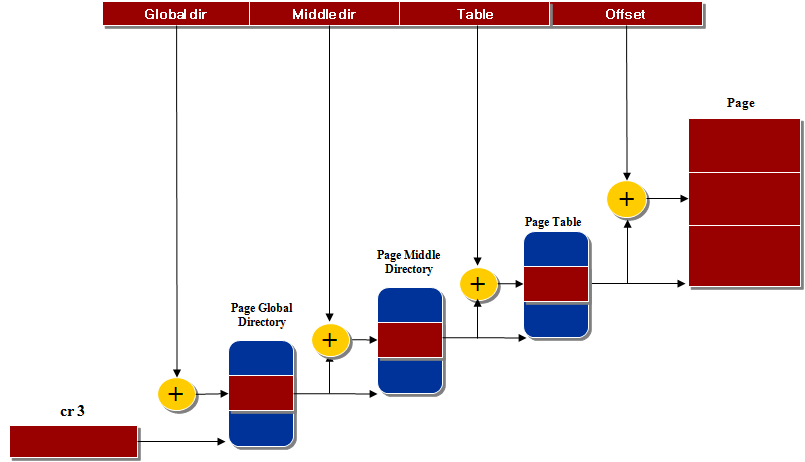 Global dir
Middle dir
Table
Offset
Page
Page Table
Page Middle
Directory
Page Global
Directory
cr 3
+
+
+
+